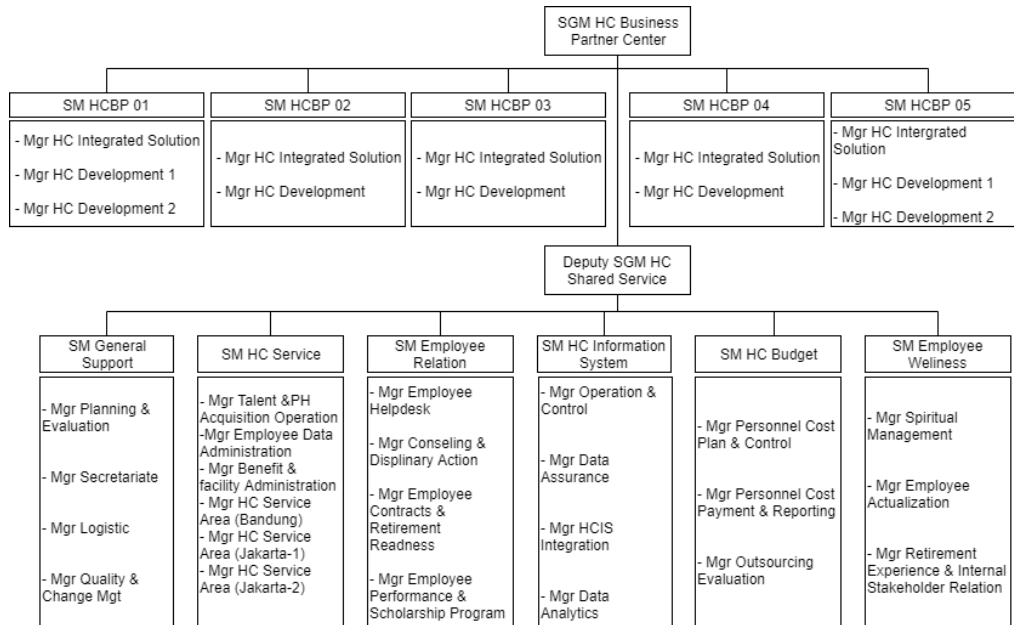 SGM HC Business
Partner Center
SM HCBP 01
- Mgr HC Integrated Solution
- Mgr HC Development 1
- Mgr HC Development 2
SM HCBP 02
- Mgr HC Integrated Solution
- Mgr HC Development
SM HCBP 03
- Mgr HC Integrated Solution
- Mgr HC Development
SM HCBP 04
- Mgr HC Integrated Solution
- Mgr HC Development
SM HCBP 05
- Mgr HC Intergrated
Solution
- Mgr HC Development 1
- Mgr HC Development 2
Deputy SGM HC
Shared Service
SM General
Support
- Mgr Planning &
Evaluation
- Mgr Secretariate
- Mgr Logistic
- Mgr Quality &
Change Mgt
SM HC Service
- Mgr Talent &PH
Acquisition Operation
-Mgr Employee Data
Administration
- Mgr Benefit &
facility Administration
- Mgr HC Service
Area (Bandung)
- Mgr HC Service
Area (Jakarta-1)
- Mgr HC Service
Area (Jakarta-2)
SM Employee
Relation
- Mgr Employee
Helpdesk
- Mgr Conseling &
Displinary Action
- Mgr Employee
Contracts &
Retirement
Readness
- Mgr Employee
Performance &
Scholarship Program
SM HC Information
System
- Mgr Operation &
Control
- Mgr Data
Assurance
- Mgr HCIS
Integration
- Mgr Data
Analytics
SM HC Budget
- Mgr Personnel Cost
Plan & Control
- Mgr Personnel Cost
Payment & Reporting
- Mgr Outsourcing
Evaluation
SM Employee
Weliness
- Mgr Spiritual
Management
- Mgr Employee
Actualization
- Mgr Retirement
Experience & Internal
Stakeholder Relation